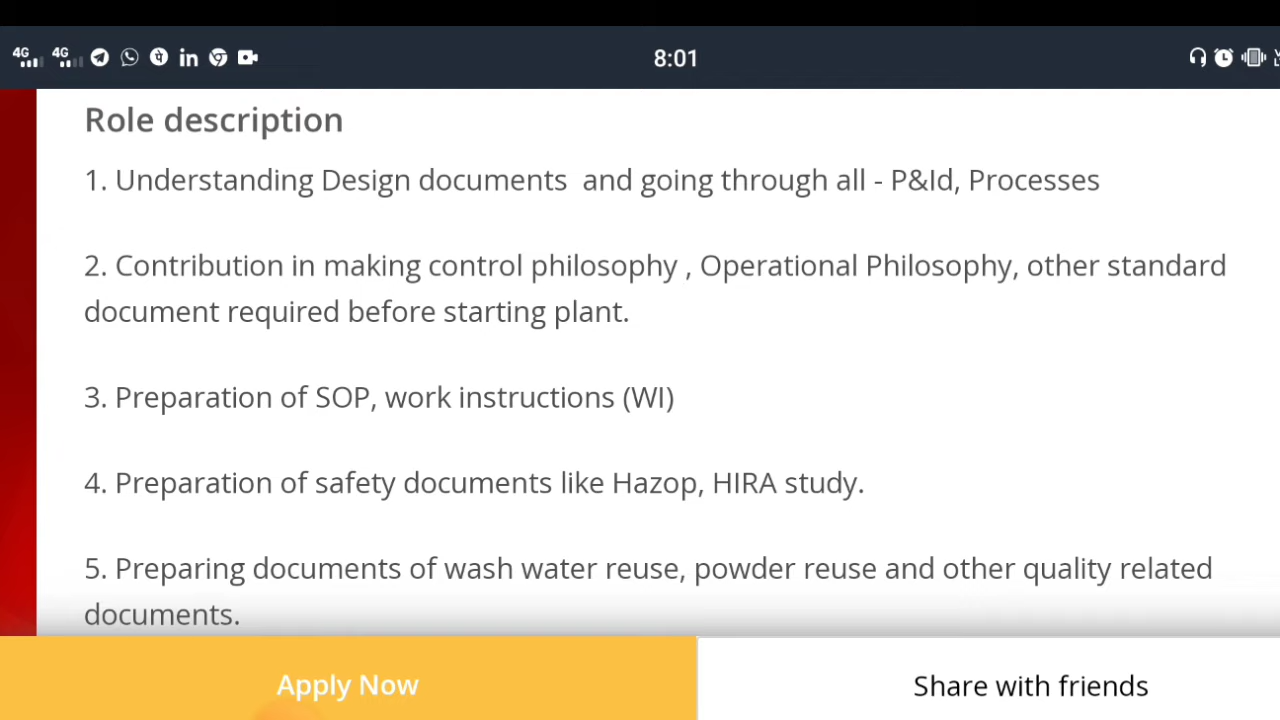 4G 4G in 8:01
Role description
1. Understanding Design documents and going through all - P&Id, Processes
2. Contribution in making control philosophy , Operational Philosophy, other standard
document required before starting plant.
3. Preparation of SOP, work instructions (WI)
4. Preparation of safety documents like Hazop, HIRA study.
5. Preparing documents of wash water reuse, powder reuse and other quality related
documents.
Apply Now Share with friends